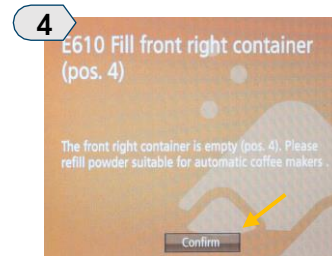 4
E610 Fill front right container
(pos. 4)
The front right container is empty (pos. 4). Please
refill powder suitable for automatic coffee makers .
Confirm